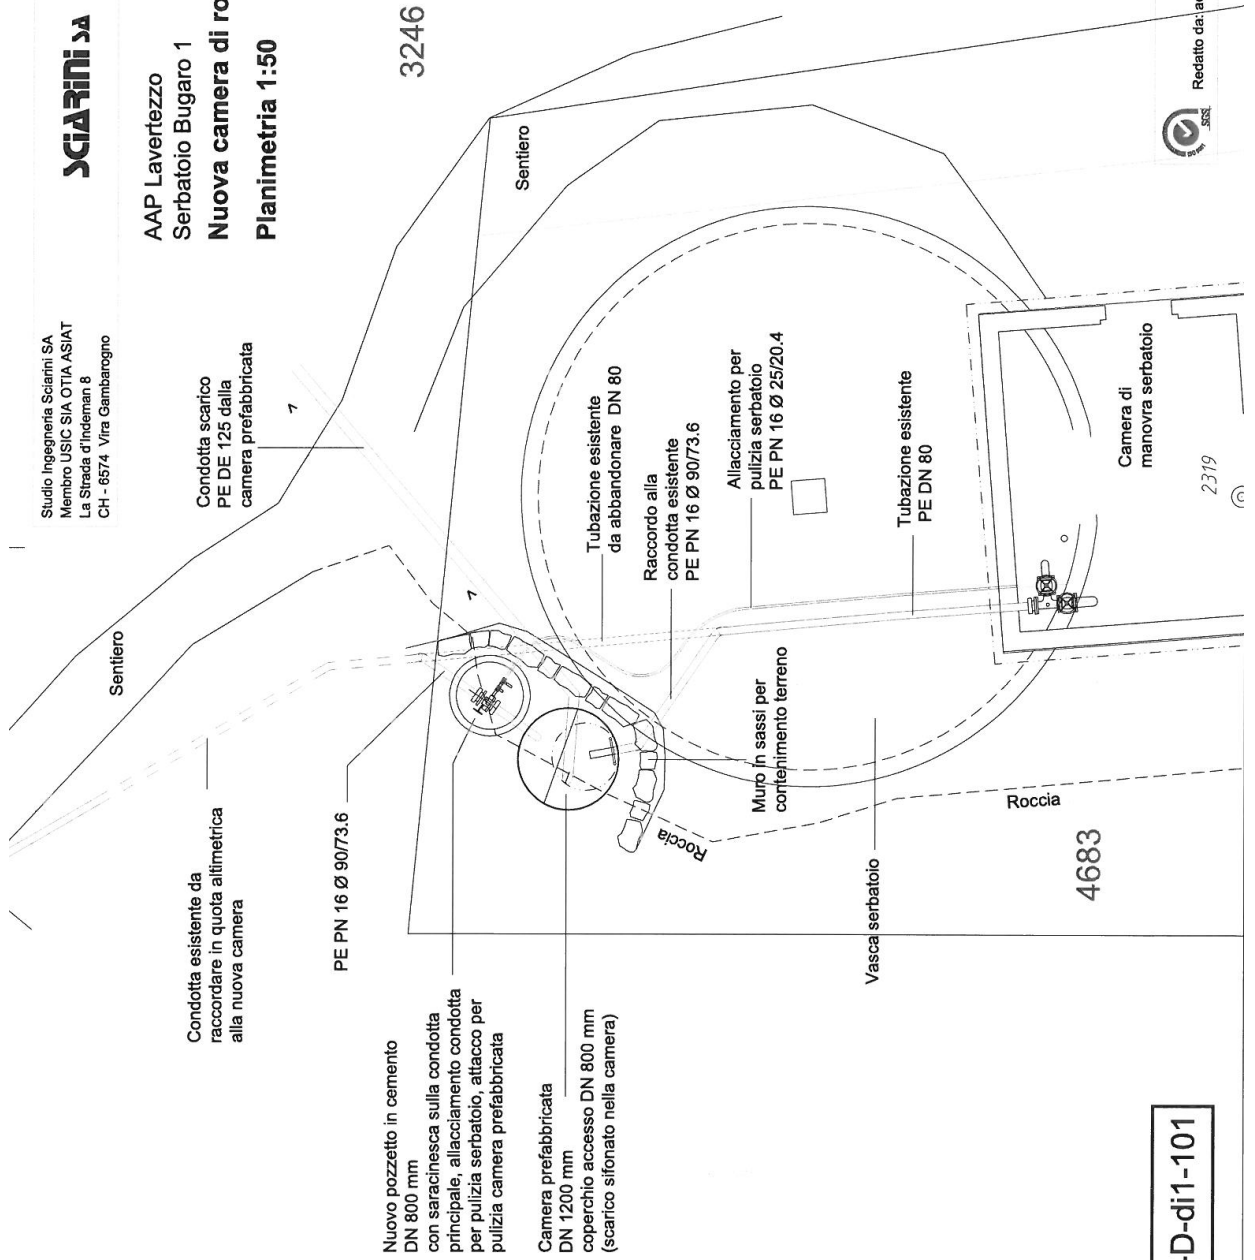 Studio Ingegneria Sciarini SA
Membro USIC SIA OTIA ASIAT
La Strada d'Indeman 8
CH - 6574 Vira Gambarogno
SCiARiNi SA
AAP Lavertezzo
Serbatoio Bugaro 1
Nuova camera di ro
Planimetria 1:50
3246
Redatto da:
SGS
Sentiero
Condotta scarico
PE DE 125 dalla
camera prefabbricata
Tubazione esistente
da abbandonare DN 80
Raccordo alla
condotta esistente
PE PN 16 Ø 90/73.6
Allacciamento per
pulizia serbatoio
PE PN 16 Ø 25/20.4
Tubazione esistente
PE DN 80
Camera di
manovra serbatoio
2319
Sentiero
Condotta esistente da
raccordare in quota altimetrica
alla nuova camera
PE PN 16 Ø 90/73.6
Nuovo pozzetto in cemento
DN 800 mm
con saracinesca sulla condotta
principale, allacciamento condotta
per pulizia serbatoio, attacco per
pulizia camera prefabbricata
Camera prefabbricata
DN 1200 mm
coperchio accesso DN 800 mm
(scarico sifonato nella camera)
Muro in sassi per
contenimento terreno
Roccia
Vasca serbatoio
Roccia
4683
-D-di1-101